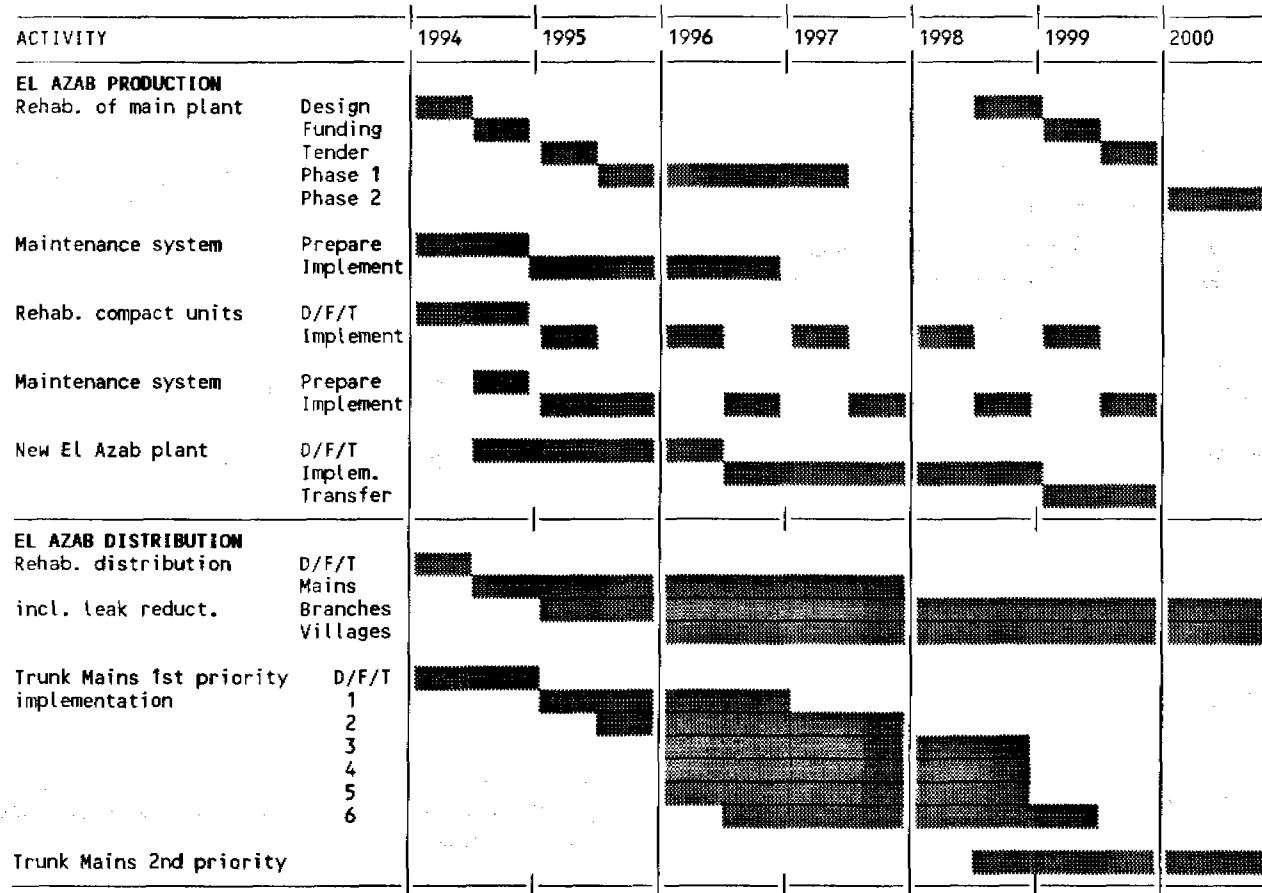 ACTIVITY 1994 1995 1996 1997 1998 1999 2000
EL AZAB PRODUCTION
Rehab. of main plant Design
Funding
Tender
Phase 1
Phase 2
Maintenance system Prepare
Implement
Rehab. compact units D/F/T
Implement
Maintenance system Prepare
Implement
New El Azab plant D/F/T
Implem.
Transfer
EL AZAB DISTRIBUTION
Rehab. distribution D/F/T
Mains
incl. leak reduct. Branches
Villages
Trunk Mains 1st priority D/F/T
implementation 1
2
3
4
5
6
Trunk Mains 2nd priority